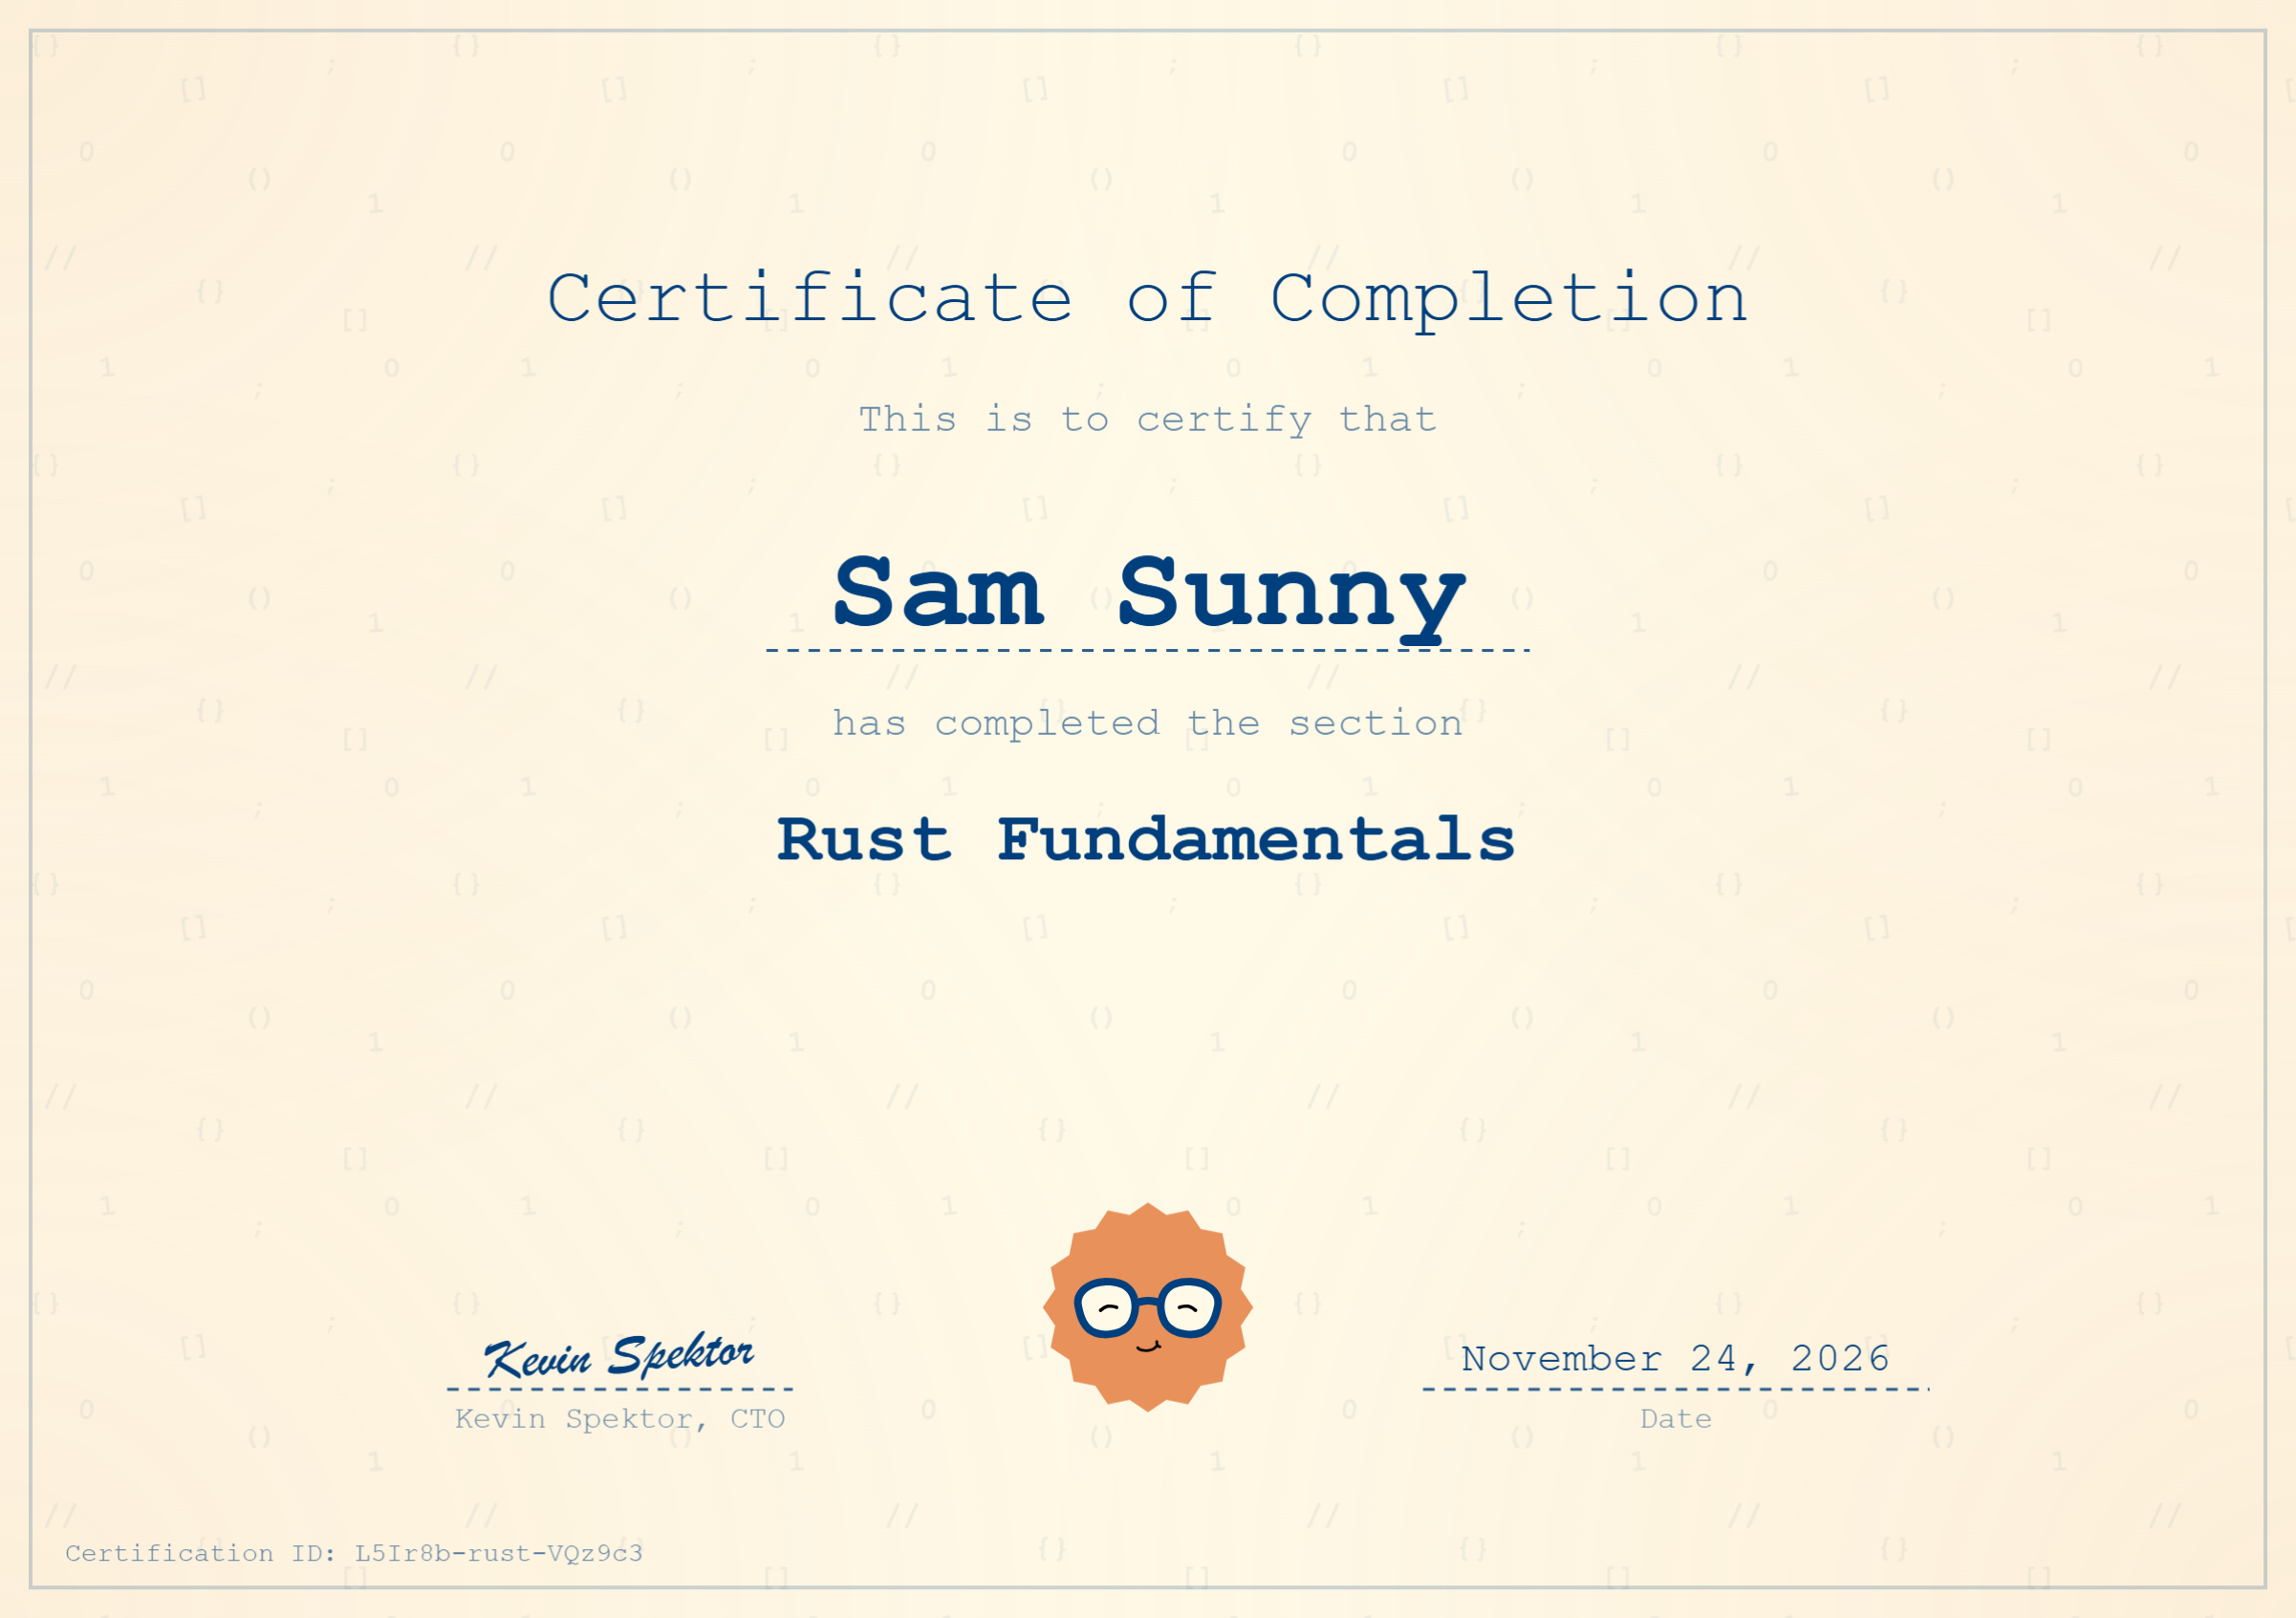 Certificate of Completion
This is to certify that
Sam Sunny
has completed the section
Rust Fundamentals
Kevin Spektor
Kevin Spektor, CTO
November 24, 2026
Date
Certification ID: L5Ir8b-rust-VQz9c3